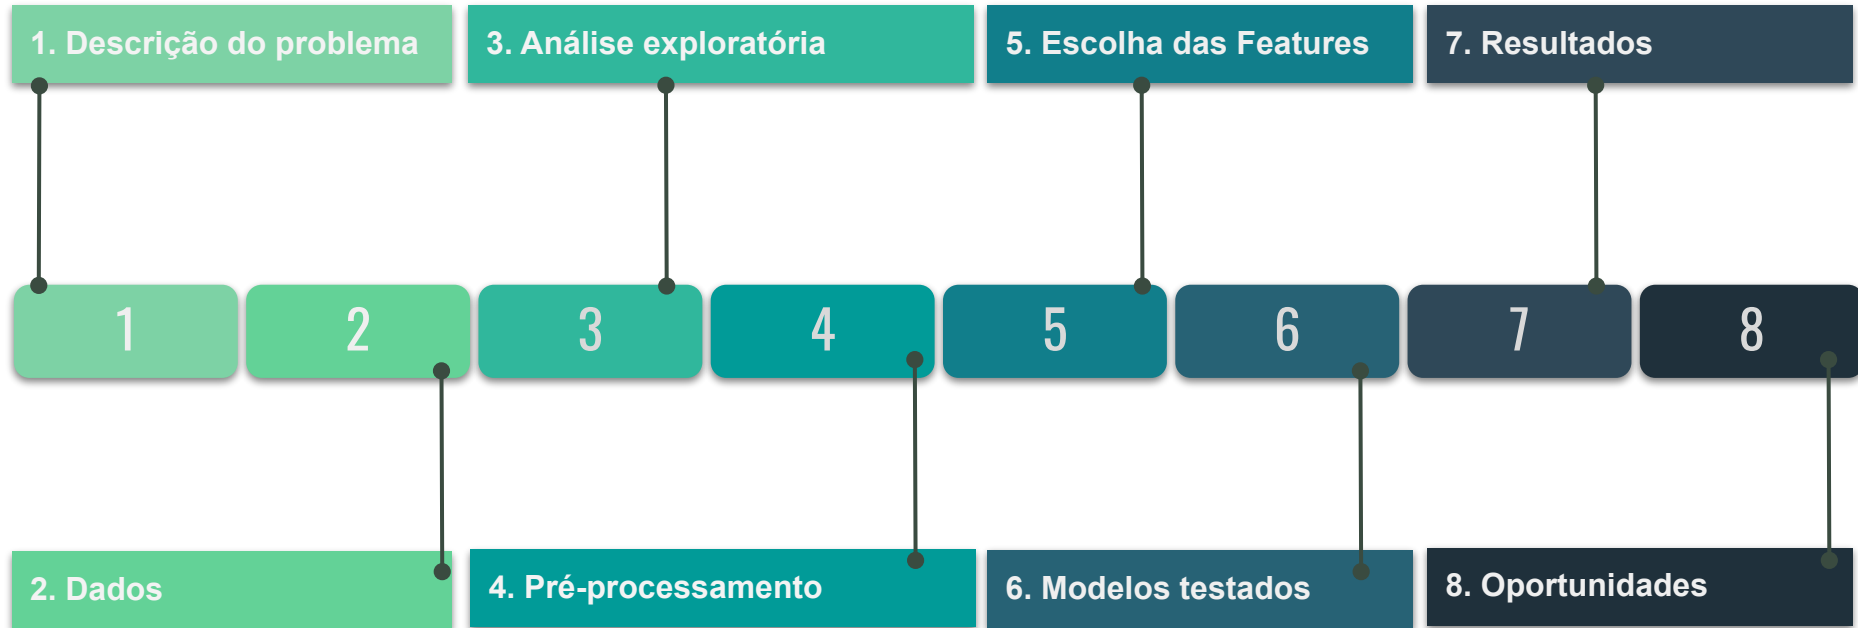 1. Descrição do problema
3. Análise exploratória
5. Escolha das Features
7. Resultados
1
2
3
4
5
6
7
8
2. Dados
4. Pré-processamento
6. Modelos testados
8. Oportunidades